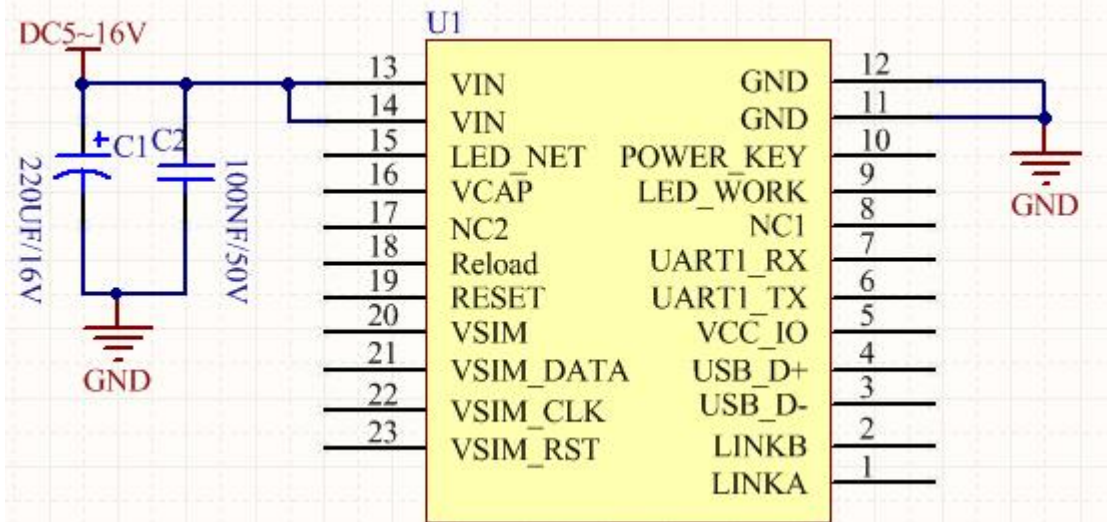 DC5~16V
U1
13 VIN GND 12
14 VIN GND 11
15 LED_NET POWER_KEY 10
16 VCAP LED_WORK 9
17 NC2 NC1 8
18 Reload UART1_RX 7
19 RESET UART1_TX 6
20 VSIM VCC_IO 5
21 VSIM_DATA USB_D+ 4
22 VSIM_CLK USB_D- 3
23 VSIM_RST LINKB 2
LINKA 1
+C1 C2
220UF/16V
100NF/50V
GND
GND